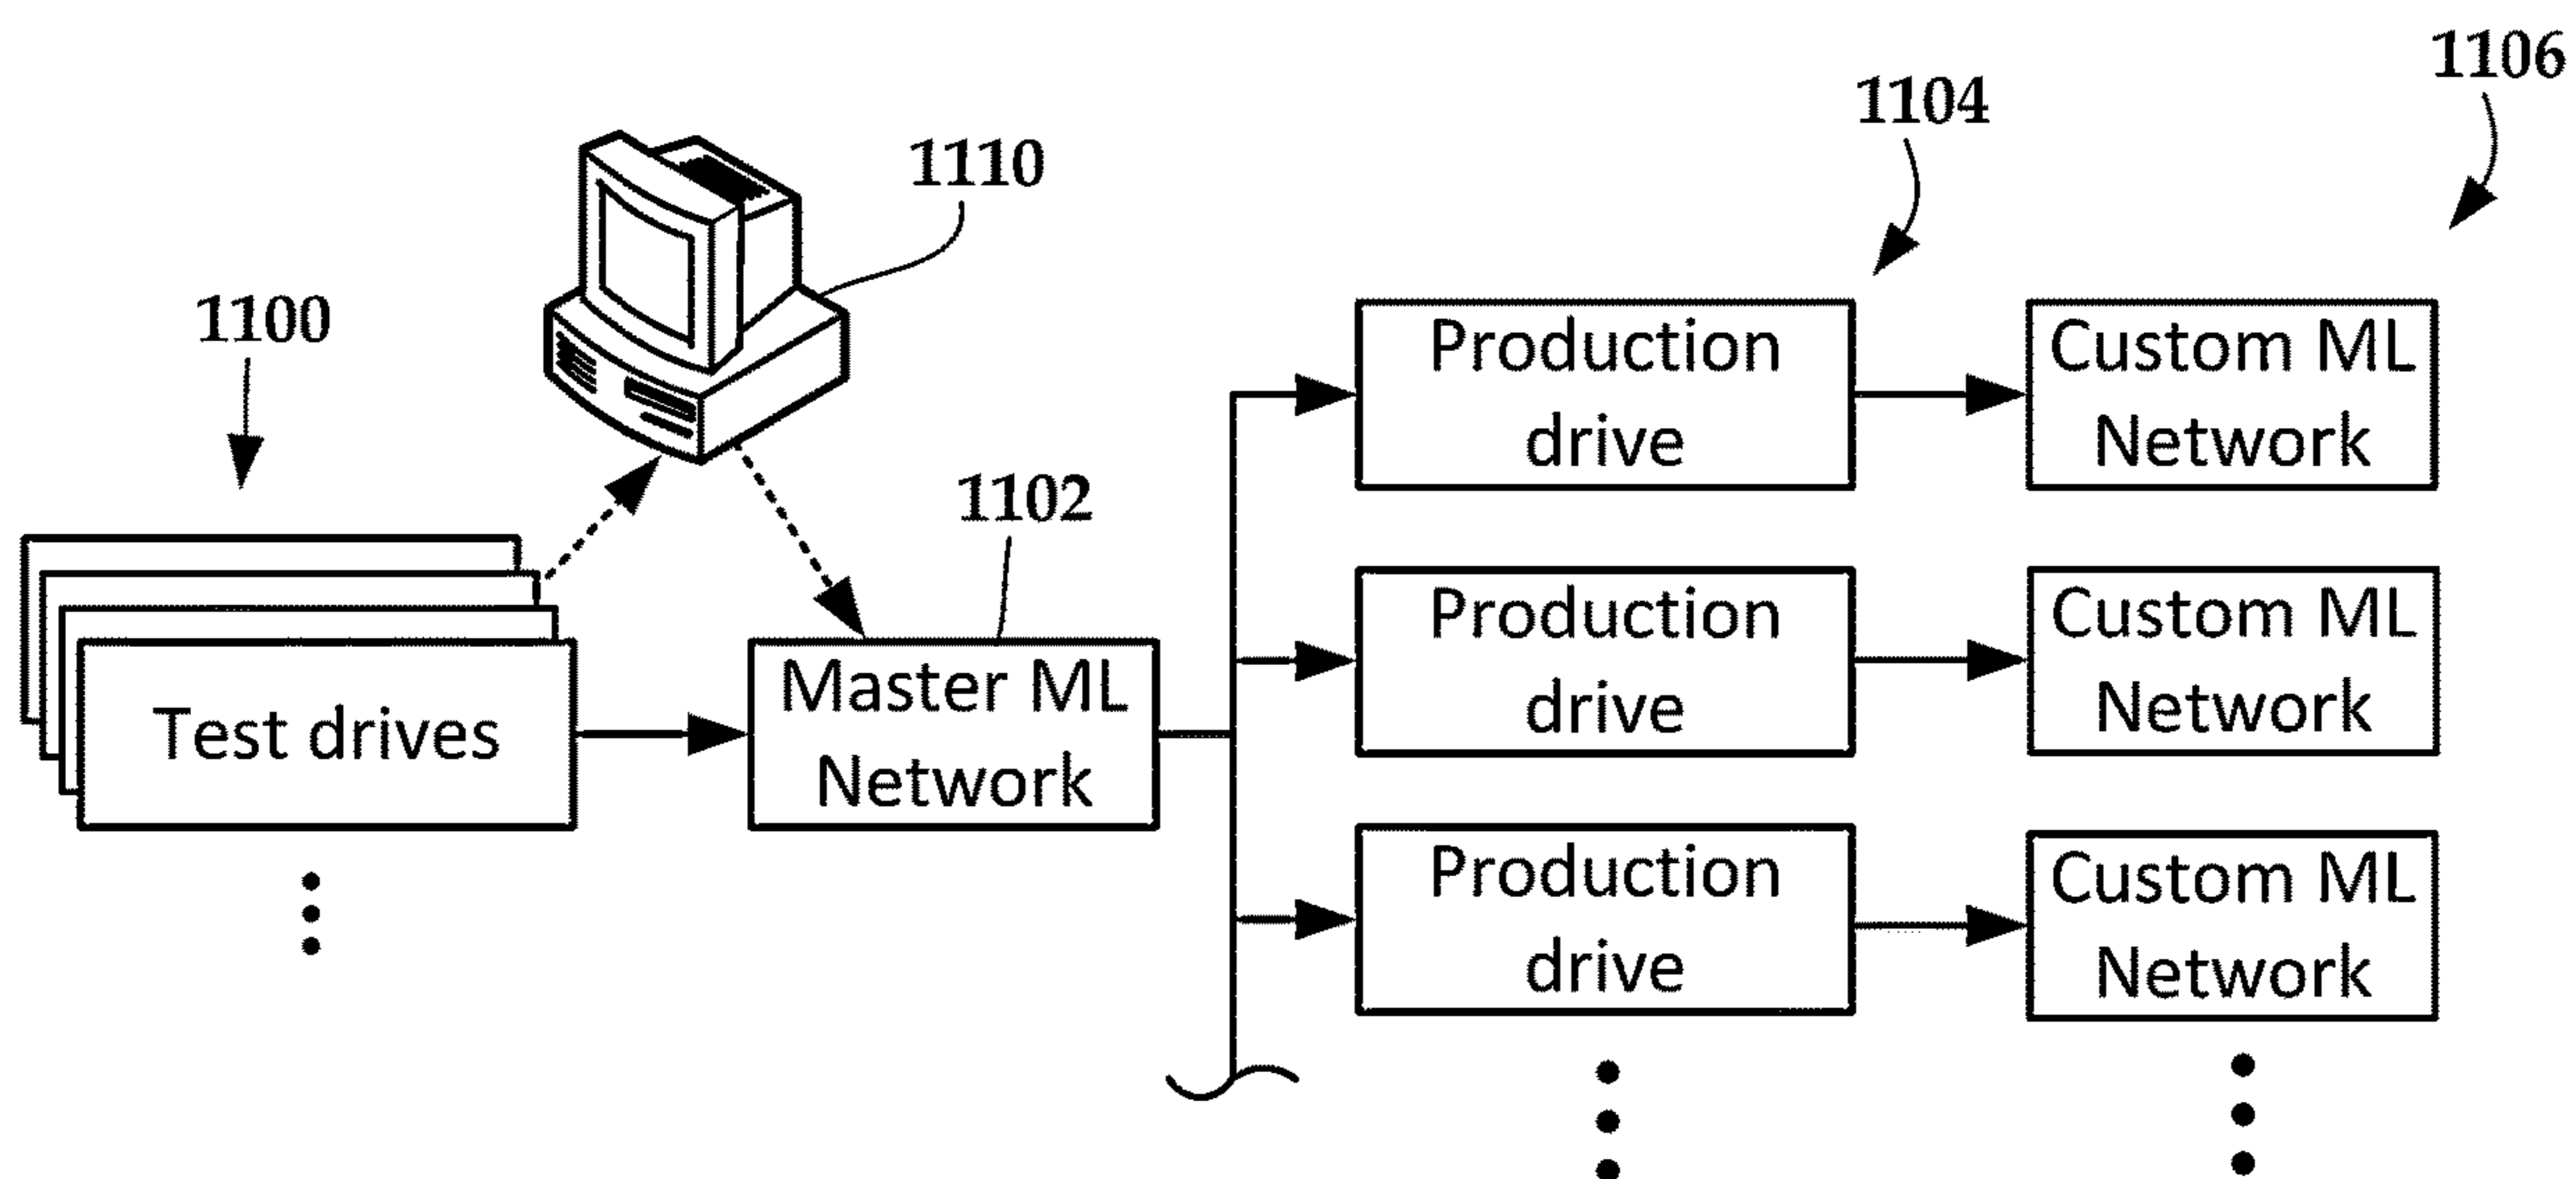 1106
1104
1110
1100
Production
drive
Custom ML
Network
1102
Production
drive
Custom ML
Network
Test drives
Master ML
Network
Production
drive
Custom ML
Network